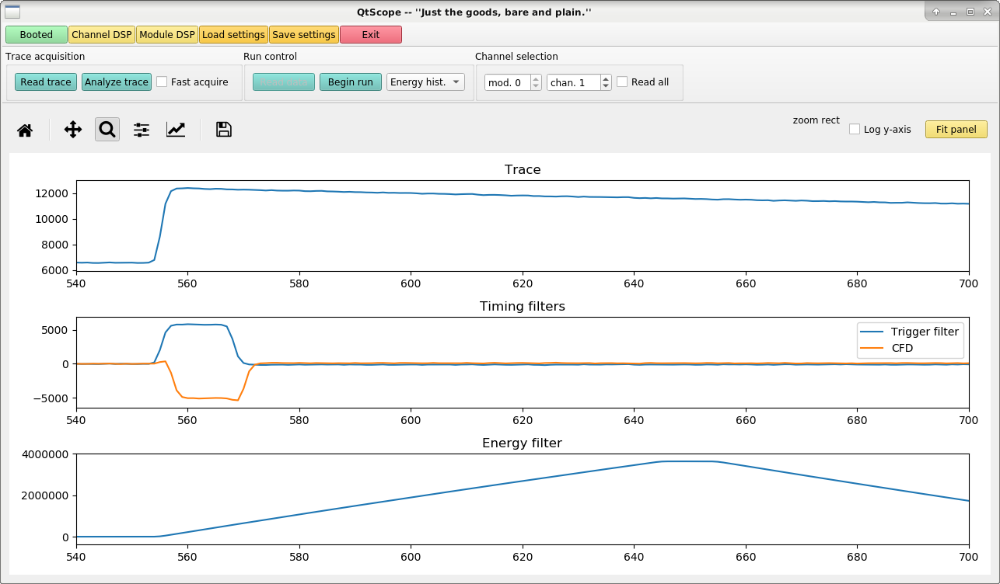 QtScope -- ''Just the goods, bare and plain.''
Booted Channel DSP Module DSP Load settings Save settings Exit
Trace acquisition Run control Channel selection
Read trace Analyze trace Fast acquire Read data Begin run Energy hist. mod. 0 chan. 1 Read all
zoom rect
Log y-axis Fit panel
Trace
12000
10000
8000
6000
540 560 580 600 620 640 660 680 700
Timing filters
5000
0
−5000
Trigger filter
CFD
540 560 580 600 620 640 660 680 700
Energy filter
4000000
2000000
0
540 560 580 600 620 640 660 680 700